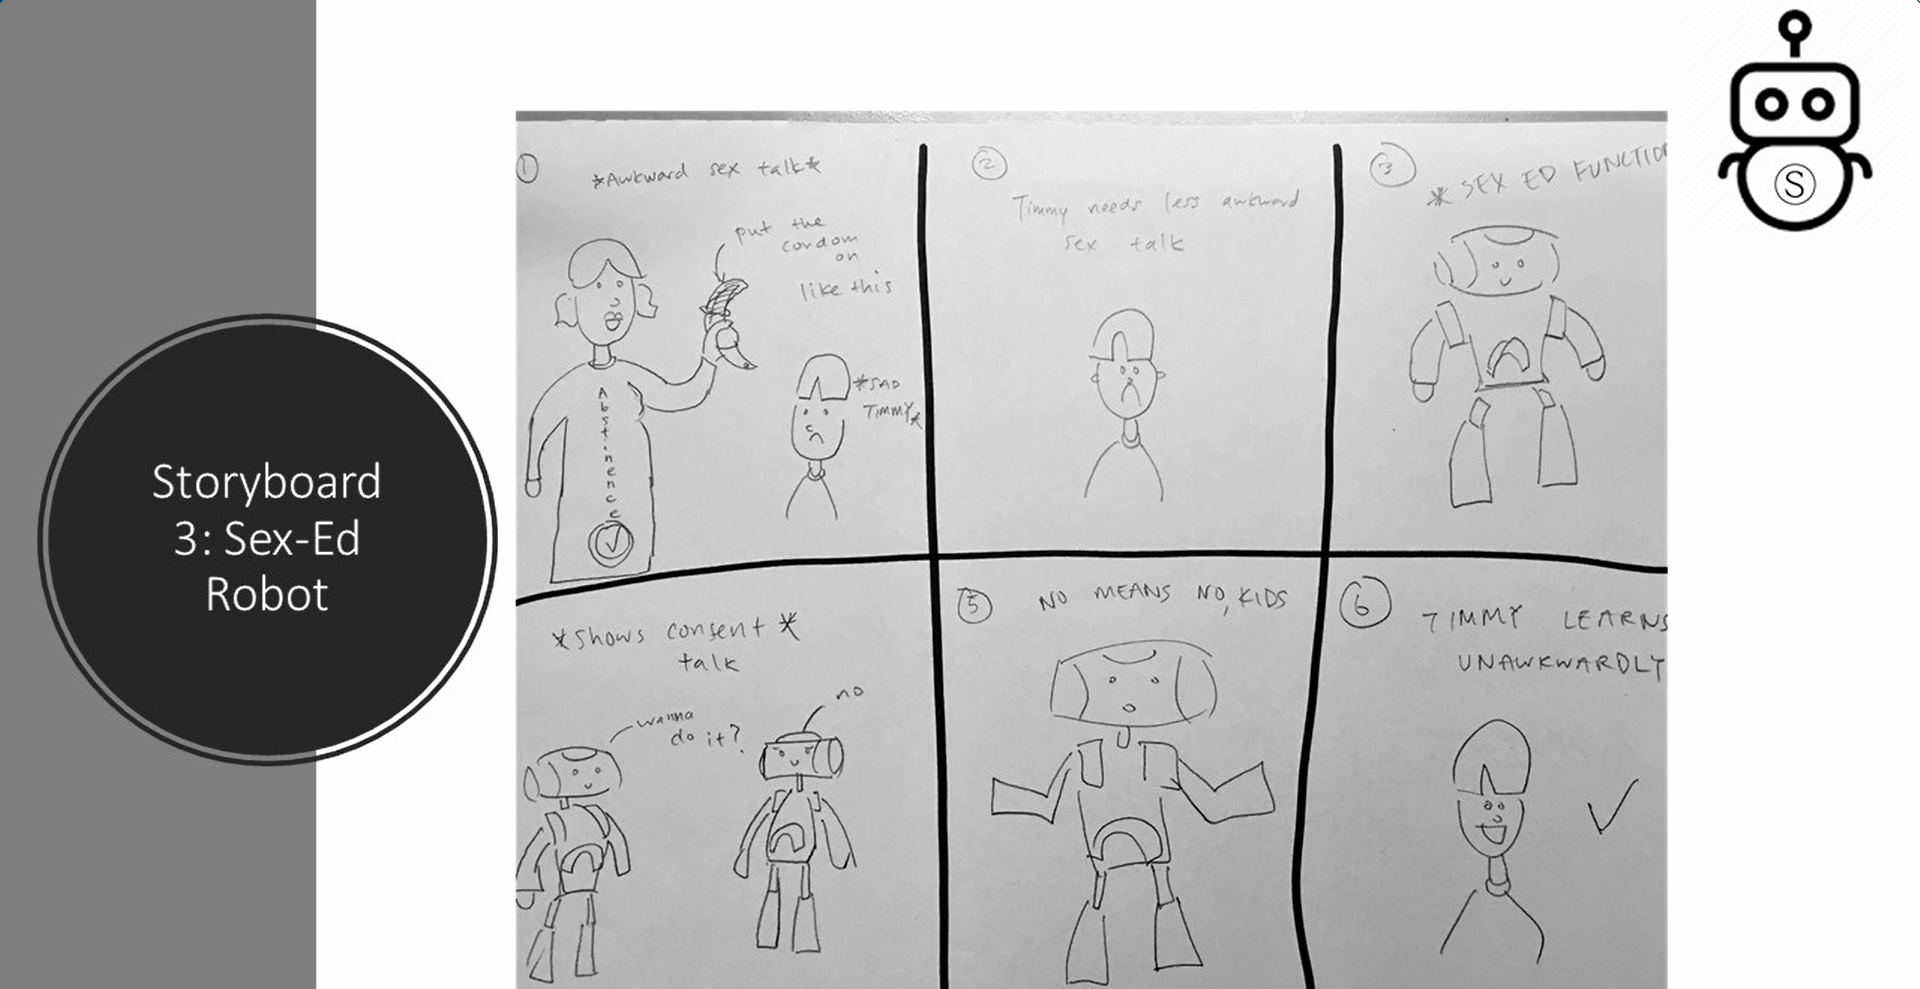 Storyboard
3: Sex-Ed
Robot
S
1
*Awkward sex talk*
put the
condom
on
like this
*SAD
TIMMY*
Abstinence
2
Timmy needs less awkward
sex talk
3
* SEX ED FUNCTIO
*shows consent*
talk
wanna
do it?
no
5
NO MEANS NO, KIDS
6
TIMMY LEARNS
UNAWKWARDLY